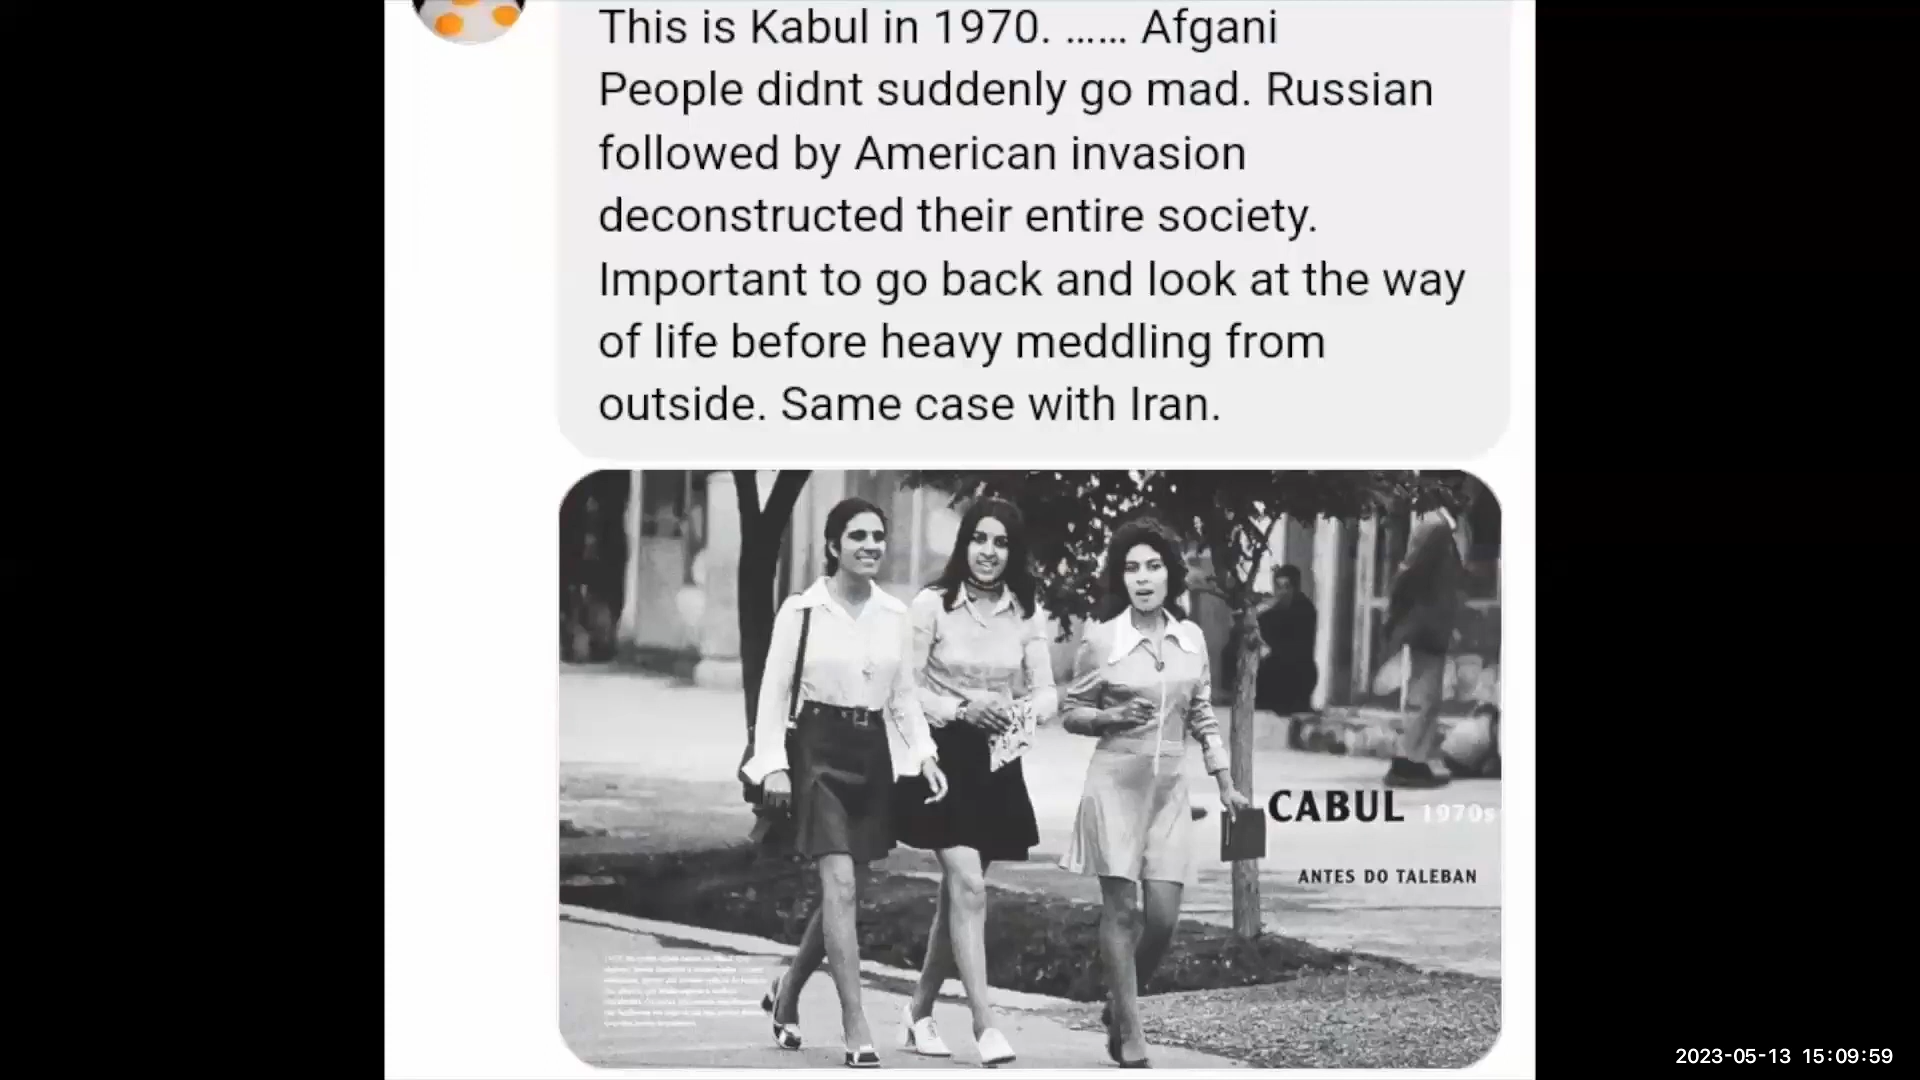 This is Kabul in 1970. ...... Afgani
People didnt suddenly go mad. Russian
followed by American invasion
deconstructed their entire society.
Important to go back and look at the way
of life before heavy meddling from
outside. Same case with Iran.
CABUL 1970s
ANTES DO TALEBAN
2023-05-13 15:09:59